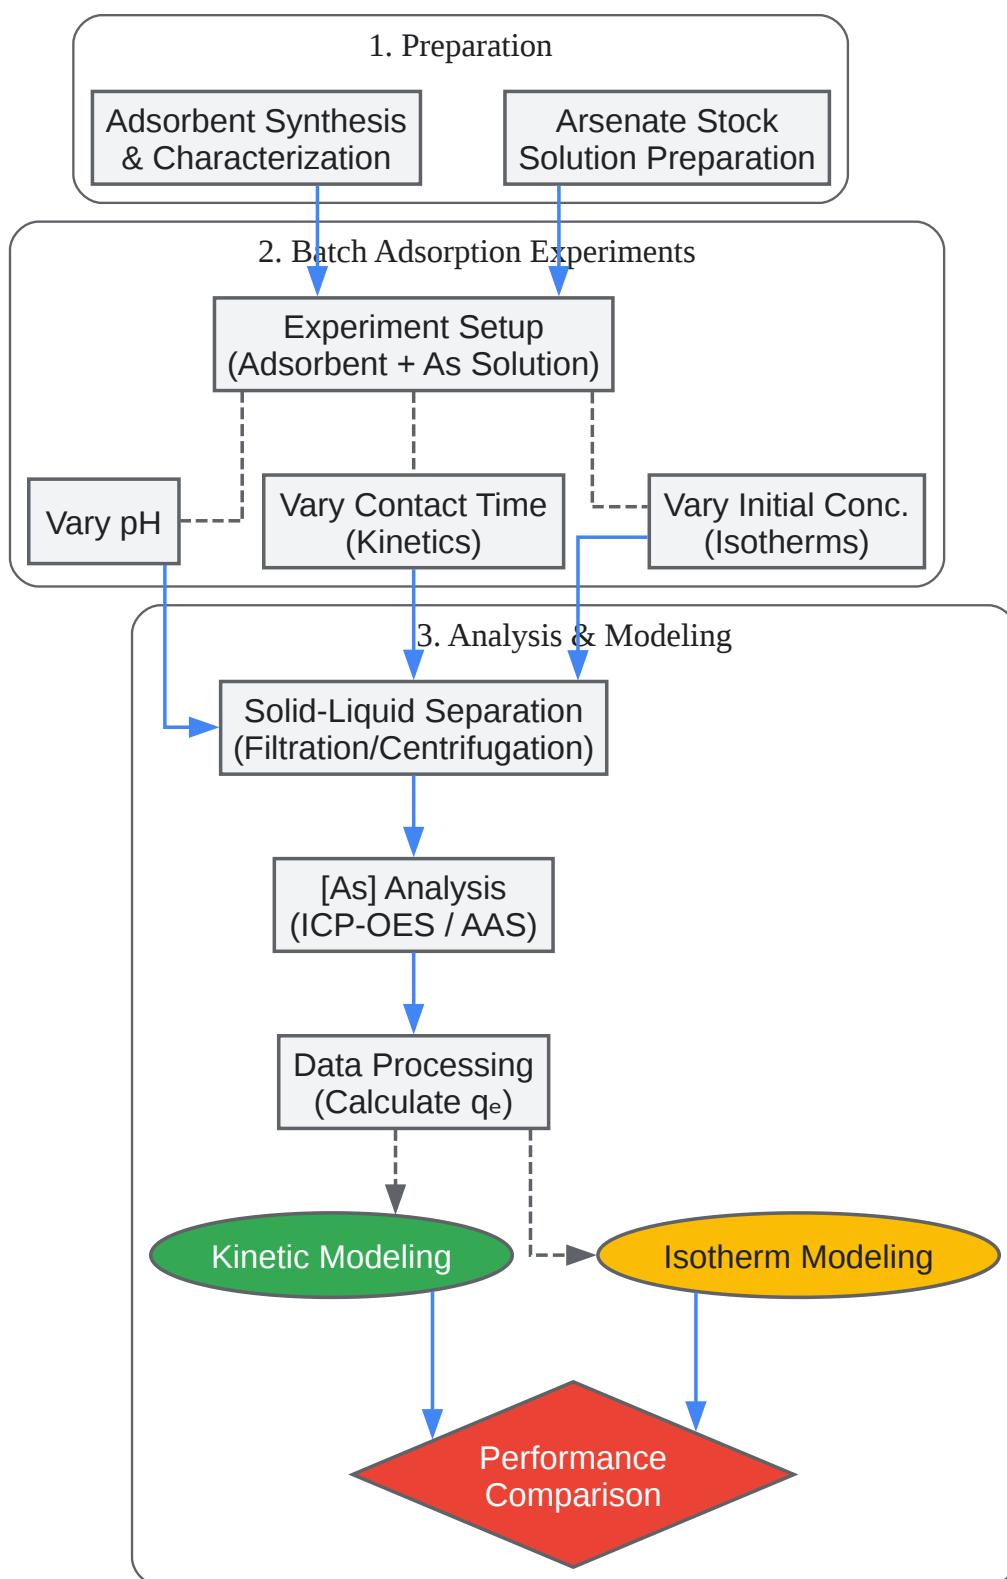 1. Preparation
Adsorbent Synthesis
& Characterization
Arsenate Stock
Solution Preparation
2. Batch Adsorption Experiments
Experiment Setup
(Adsorbent + As Solution)
Vary pH
Vary Contact Time
(Kinetics)
Vary Initial Conc.
(Isotherms)
3. Analysis & Modeling
Solid-Liquid Separation
(Filtration/Centrifugation)
[As] Analysis
(ICP-OES / AAS)
Data Processing
(Calculate qₑ)
Kinetic Modeling
Isotherm Modeling
Performance
Comparison